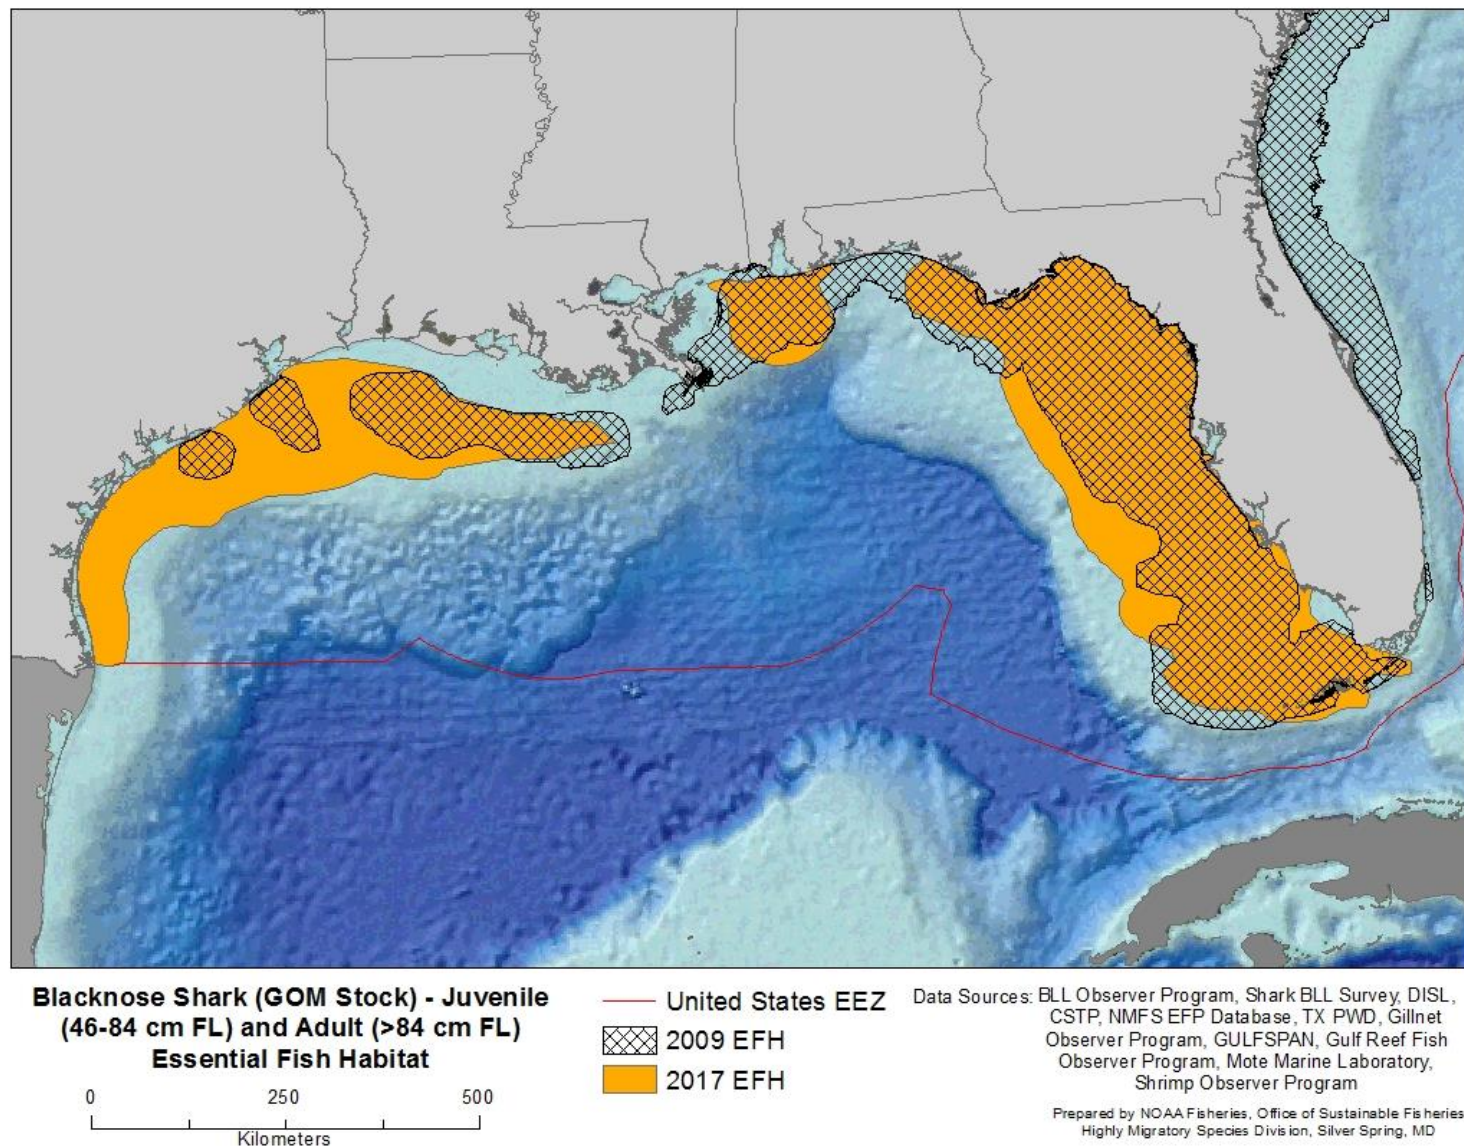 Blacknose Shark (GOM Stock) - Juvenile
(46-84 cm FL) and Adult (>84 cm FL)
Essential Fish Habitat
0 250 500
Kilometers
United States EEZ
2009 EFH
2017 EFH
Data Sources: BLL Observer Program, Shark BLL Survey, DISL,
CSTP, NMFS EFP Database, TX PWD, Gillnet
Observer Program, GULFSPAN, Gulf Reef Fish
Observer Program, Mote Marine Laboratory,
Shrimp Observer Program
Prepared by NOAA Fisheries, Office of Sustainable Fisheries
Highly Migratory Species Division, Silver Spring, MD